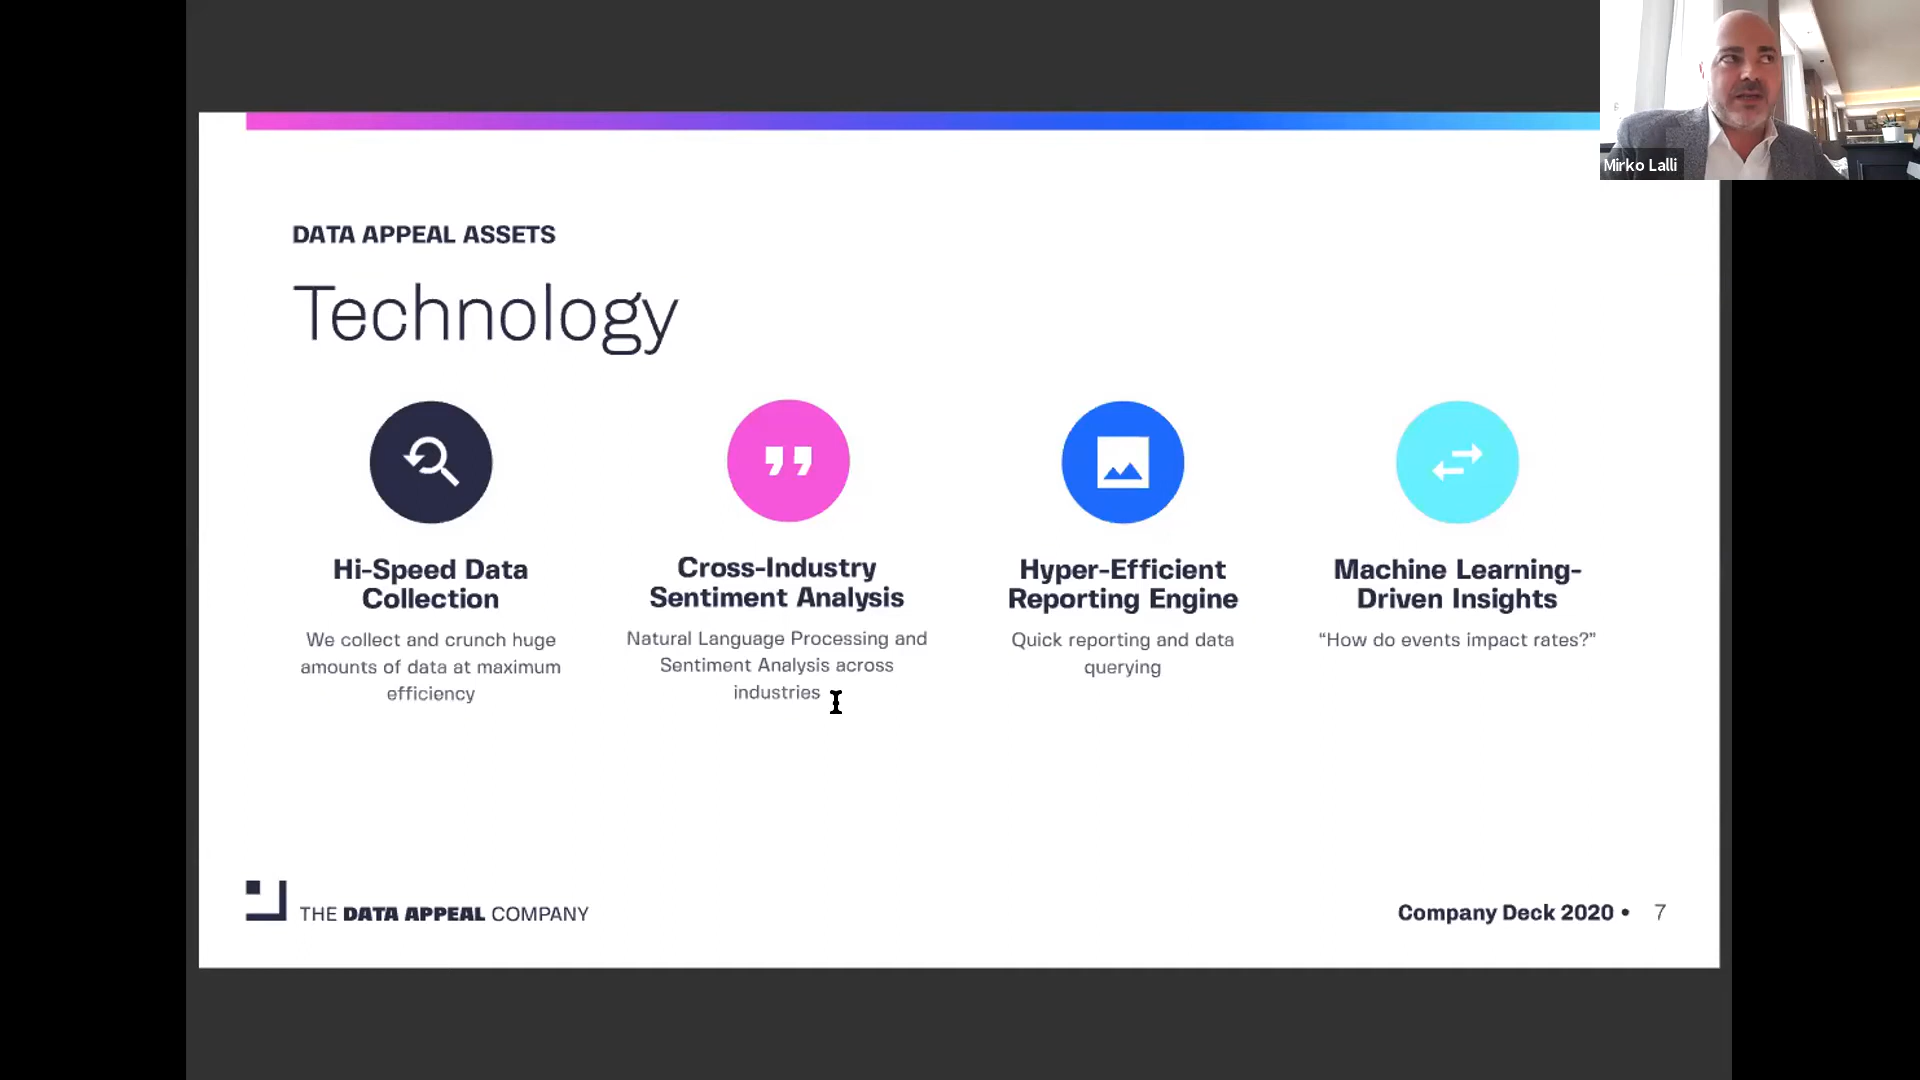 Mirko Lalli
DATA APPEAL ASSETS
Technology
Hi-Speed Data
Collection
We collect and crunch huge
amounts of data at maximum
efficiency
Cross-Industry
Sentiment Analysis
Natural Language Processing and
Sentiment Analysis across
industries
Hyper-Efficient
Reporting Engine
Quick reporting and data
querying
Machine Learning-
Driven Insights
“How do events impact rates?”
THE DATA APPEAL COMPANY
Company Deck 2020 • 7